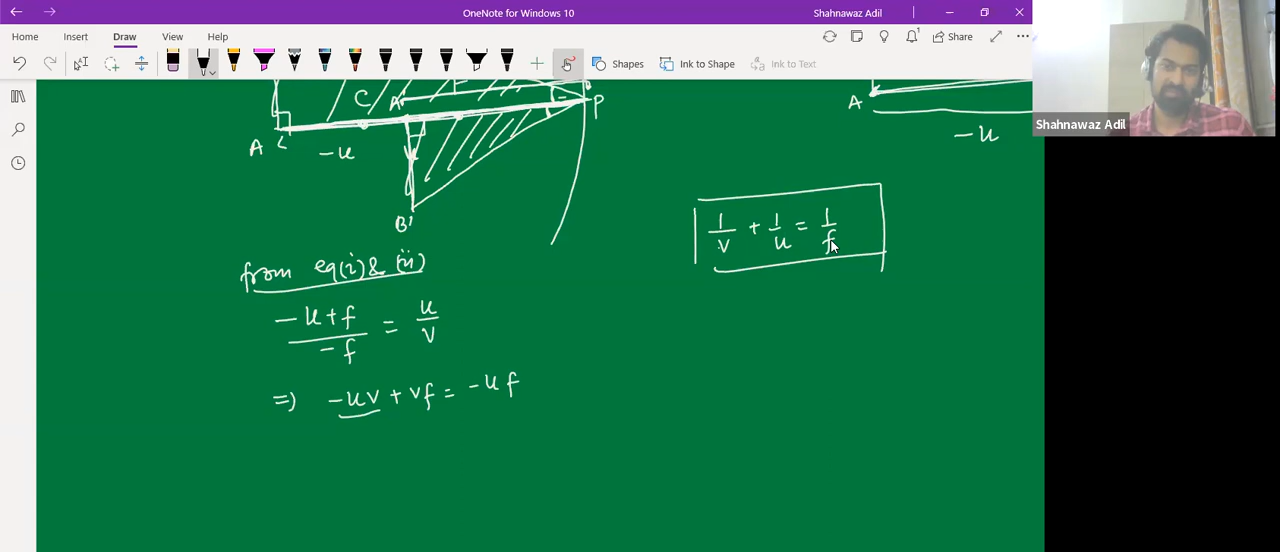 OneNote for Windows 10
Shahnawaz Adil
Home Insert Draw View Help
Share
Shapes
Ink to Shape
Ink to Text
C
P
A
-u
B'
A
-u
Shahnawaz Adil
1/v + 1/u = 1/f
from eq(i) & (ii)
(-u+f)/-f = u/v
=) -uv + vf = -uf